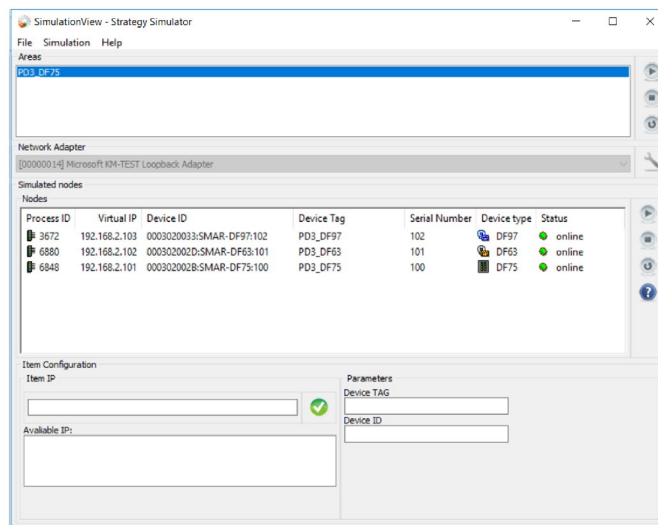 SimulationView - Strategy Simulator
File Simulation Help
Areas
PD3_DF75
Network Adapter
[00000014] Microsoft KM-TEST Loopback Adapter
Simulated nodes
Nodes
Process ID Virtual IP Device ID Device Tag Serial Number Device type Status
3672 192.168.2.103 0003020033:SMAR-DF97:102 PD3_DF97 102 DF97 online
6880 192.168.2.102 000302002D:SMAR-DF63:101 PD3_DF63 101 DF63 online
6848 192.168.2.101 000302002B:SMAR-DF75:100 PD3_DF75 100 DF75 online
Item Configuration
Item IP
Parameters
Device TAG
Device ID
Avaliable IP: